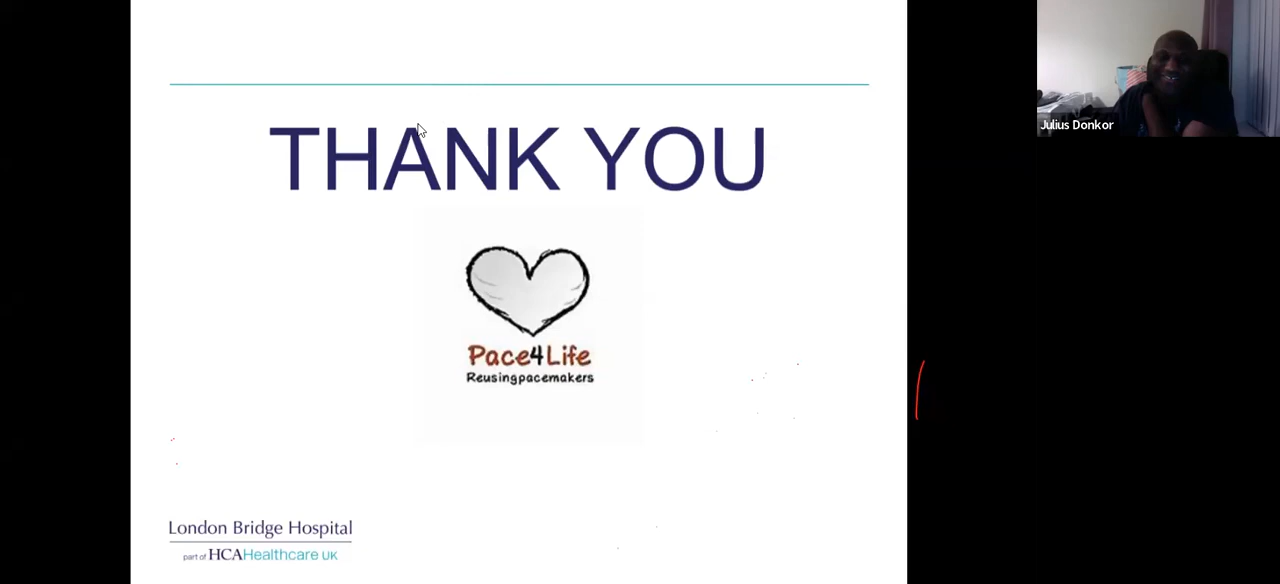 THANK YOU
Pace4Life
Reusingpacemakers
London Bridge Hospital
part of HCAHealthcare UK
Julius Donkor